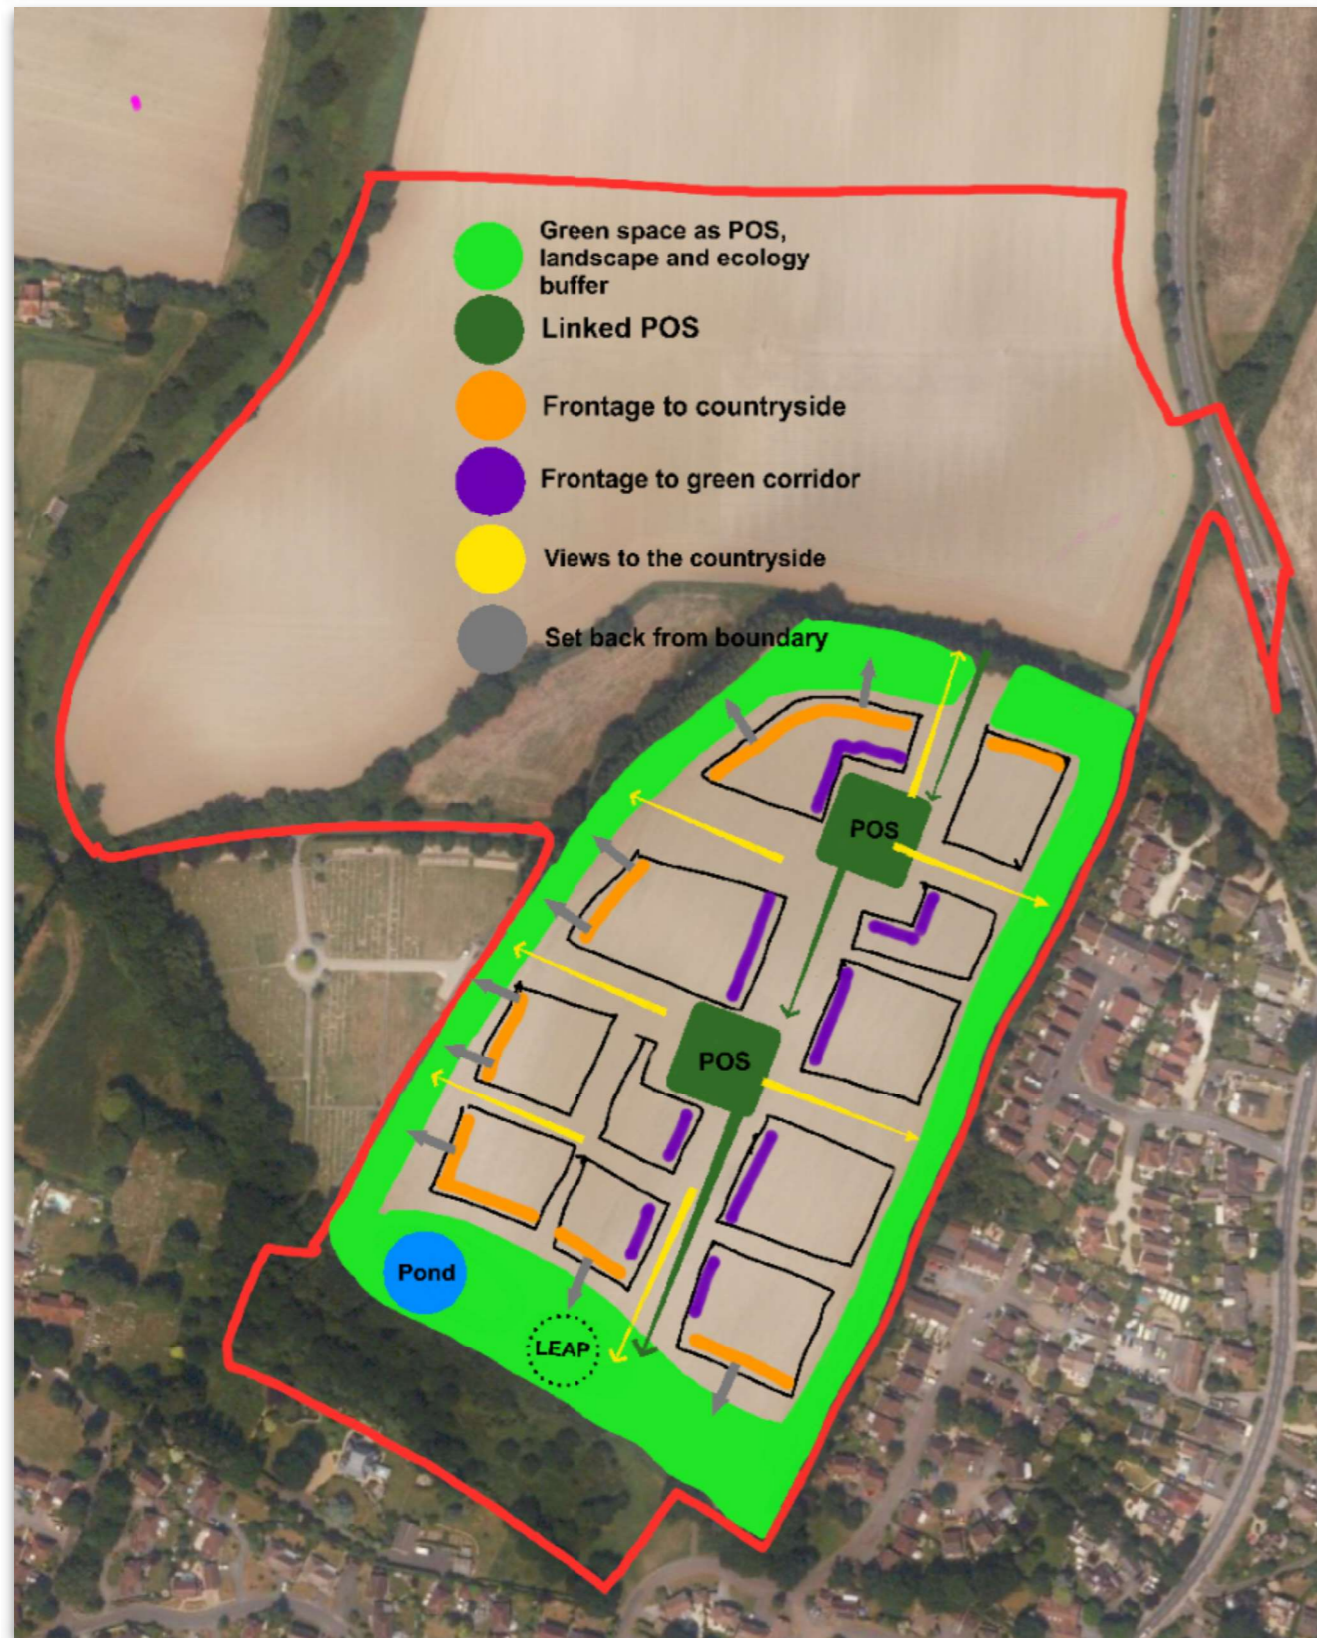 Green space as POS,
landscape and ecology
buffer
Linked POS
Frontage to countryside
Frontage to green corridor
Views to the countryside
Set back from boundary
POS
POS
Pond
LEAP